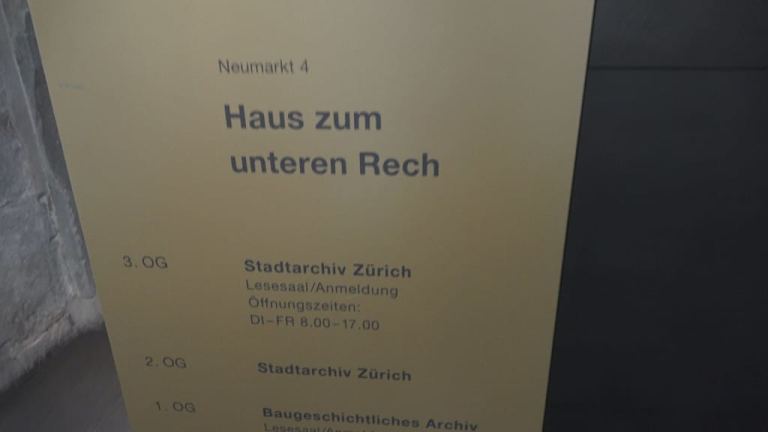 Neumarkt 4
Haus zum
unteren Rech
3. OG Stadtarchiv Zürich
Lesesaal/Anmeldung
Öffnungszeiten:
DI–FR 8.00–17.00
2. OG Stadtarchiv Zürich
1. OG Baugeschichtliches Archiv